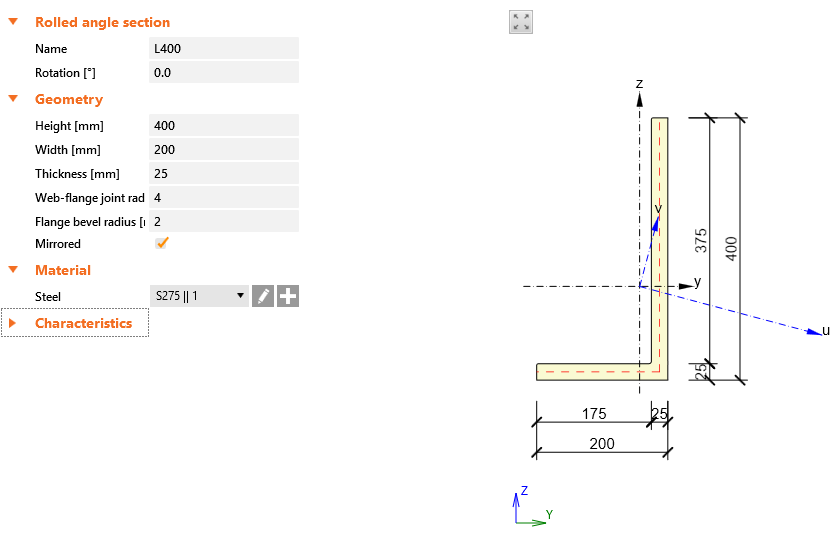 Rolled angle section
Name L400
Rotation [°] 0.0
Geometry
Height [mm] 400
Width [mm] 200
Thickness [mm] 25
Web-flange joint rad 4
Flange bevel radius [ 2
Mirrored
Material
Steel S275 || 1
Characteristics
z
v
y
u
375
400
25
175
25
200
Z
Y